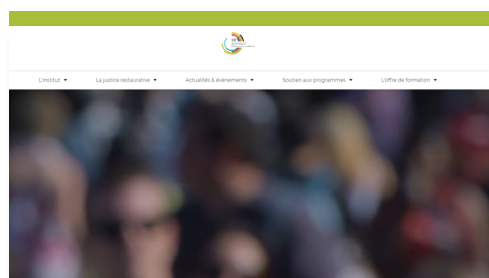 L'Institut
La justice restaurative
Actualités & événements
Soutien aux programmes
L'offre de formation